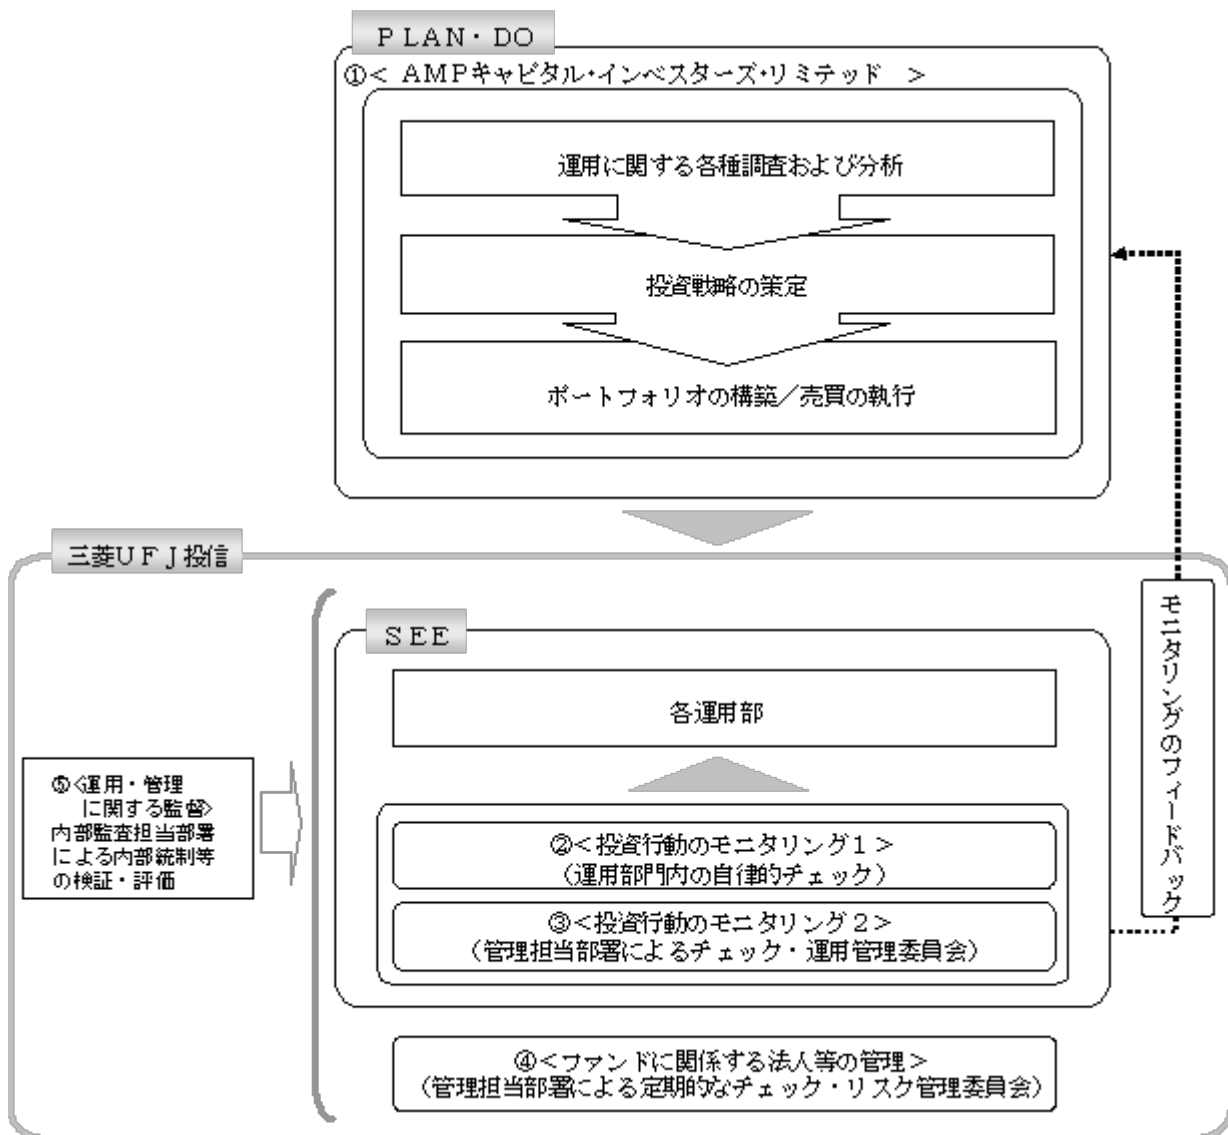 ＰＬＡＮ・ＤＯ
①＜ ＡＭＰキャピタル・インベスターズ・リミテッド ＞
運用に関する各種調査および分析
投資戦略の策定
ポートフォリオの構築／売買の執行
三菱ＵＦＪ投信
ＳＥＥ
各運用部
②＜投資行動のモニタリング１＞
（運用部門内の自律的チェック）
③＜投資行動のモニタリング２＞
（管理担当部署によるチェック・運用管理委員会）
④＜ファンドに関係する法人等の管理＞
（管理担当部署による定期的なチェック・リスク管理委員会）
⑤＜運用・管理
に関する監督＞
内部監査担当部署
による内部統制等
の検証・評価
モニタリングのフィードバック